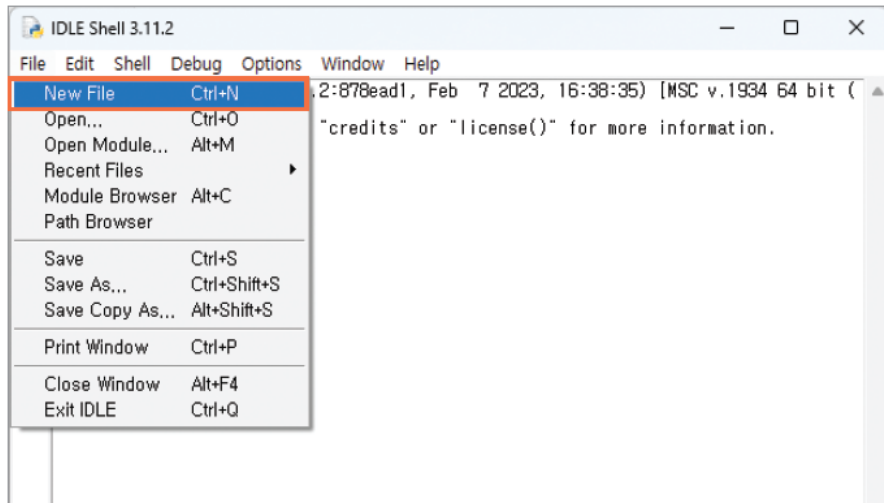 IDLE Shell 3.11.2
File Edit Shell Debug Options Window Help
New File Ctrl+N
.2:878ead1, Feb 7 2023, 16:38:35) [MSC v.1934 64 bit (
Open... Ctrl+O
"credits" or "license()" for more information.
Open Module... Alt+M
Recent Files
Module Browser Alt+C
Path Browser
Save Ctrl+S
Save As... Ctrl+Shift+S
Save Copy As... Alt+Shift+S
Print Window Ctrl+P
Close Window Alt+F4
Exit IDLE Ctrl+Q